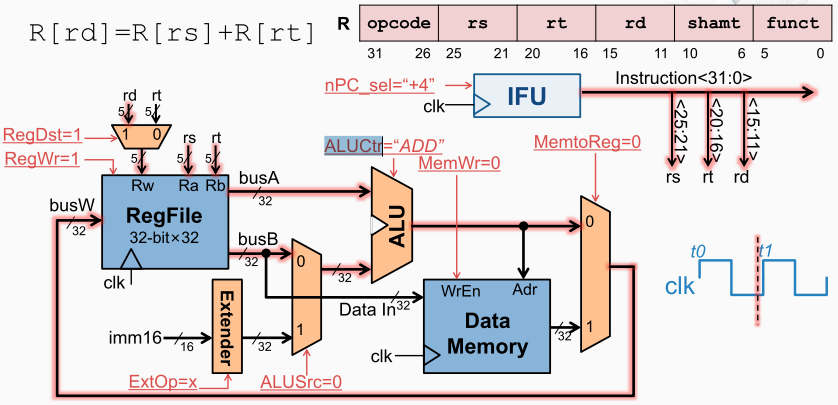 R[rd]=R[rs]+R[rt]
R opcode rs rt rd shamt funct
31 26 25 21 20 16 15 11 10 6 5 0
nPC_sel="+4"
clk
IFU
Instruction<31:0>
<25:21> <20:16> <15:11>
rs rt rd
rd rt
5 5
RegDst=1
1 0
RegWr=1
5
rs rt
5 5
Rw Ra Rb
RegFile
32-bit×32
clk
busW
32
busA
32
busB
32
ALUCtr="ADD"
MemWr=0
MemtoReg=0
ALU
0
1
32
Data In
32
WrEn Adr
Data
Memory
clk
32
0
1
imm16
16
Extender
32
ExtOp=x
ALUSrc=0
t0 t1
clk